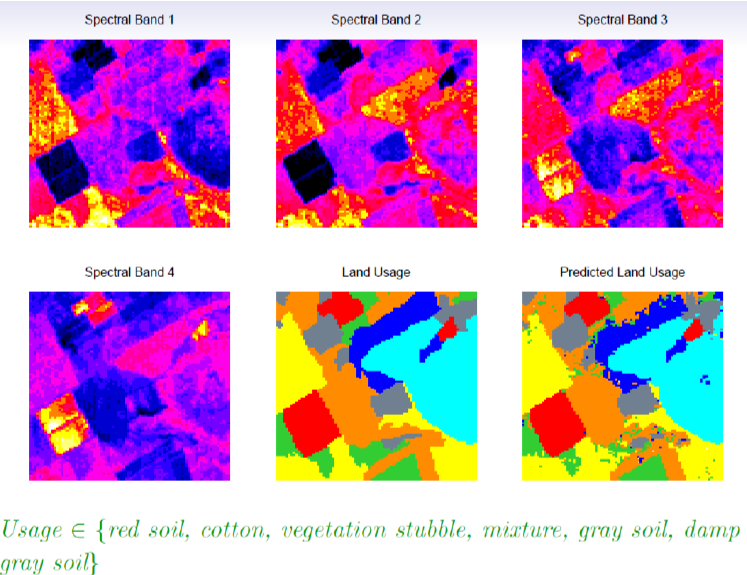 Spectral Band 1 Spectral Band 2 Spectral Band 3
Spectral Band 4 Land Usage Predicted Land Usage
Usage ∈ {red soil, cotton, vegetation stubble, mixture, gray soil, damp
gray soil}